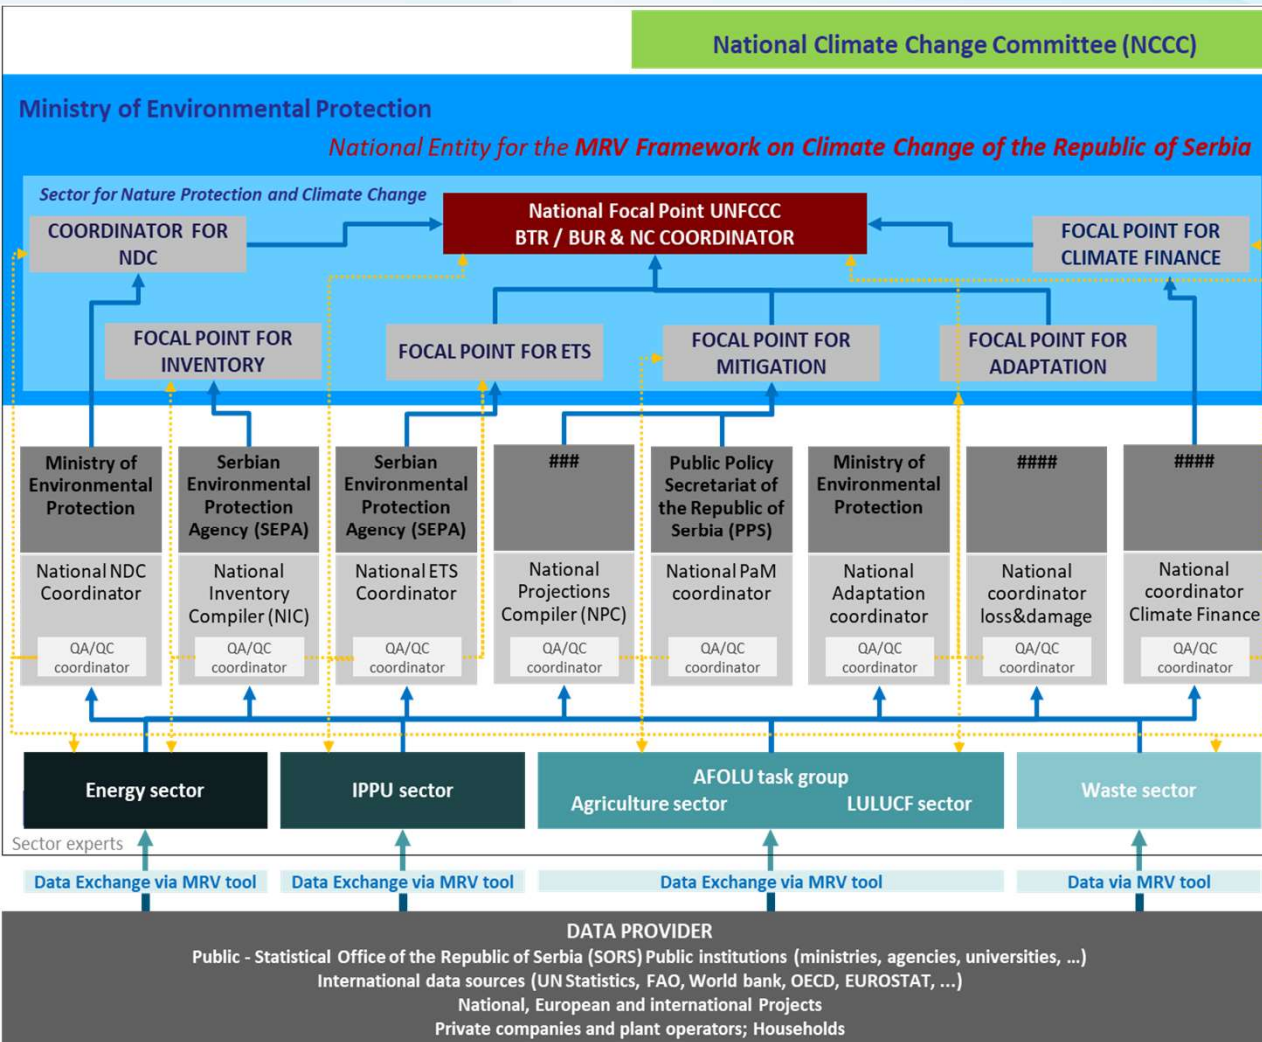 National Climate Change Committee (NCCC)
Ministry of Environmental Protection
National Entity for the MRV Framework on Climate Change of the Republic of Serbia
Sector for Nature Protection and Climate Change
COORDINATOR FOR
NDC
National Focal Point UNFCCC
BTR / BUR & NC COORDINATOR
FOCAL POINT FOR
CLIMATE FINANCE
FOCAL POINT FOR
INVENTORY
FOCAL POINT FOR ETS
FOCAL POINT FOR
MITIGATION
FOCAL POINT FOR
ADAPTATION
Ministry of
Environmental
Protection
National NDC
Coordinator
QA/QC
coordinator
Serbian
Environmental
Protection
Agency (SEPA)
National
Inventory
Compiler (NIC)
QA/QC
coordinator
Serbian
Environmental
Protection
Agency (SEPA)
National ETS
Coordinator
QA/QC
coordinator
###
National
Projections
Compiler (NPC)
QA/QC
coordinator
Public Policy
Secretariat of
the Republic of
Serbia (PPS)
National PaM
coordinator
QA/QC
coordinator
Ministry of
Environmental
Protection
National
Adaptation
coordinator
QA/QC
coordinator
####
National
coordinator
loss&damage
QA/QC
coordinator
####
National
coordinator
Climate Finance
QA/QC
coordinator
Energy sector
IPPU sector
AFOLU task group
Agriculture sector LULUCF sector
Waste sector
Sector experts
Data Exchange via MRV tool
Data Exchange via MRV tool
Data Exchange via MRV tool
Data via MRV tool
DATA PROVIDER
Public - Statistical Office of the Republic of Serbia (SORS) Public institutions (ministries, agencies, universities, ...)
International data sources (UN Statistics, FAO, World bank, OECD, EUROSTAT, ...)
National, European and international Projects
Private companies and plant operators; Households